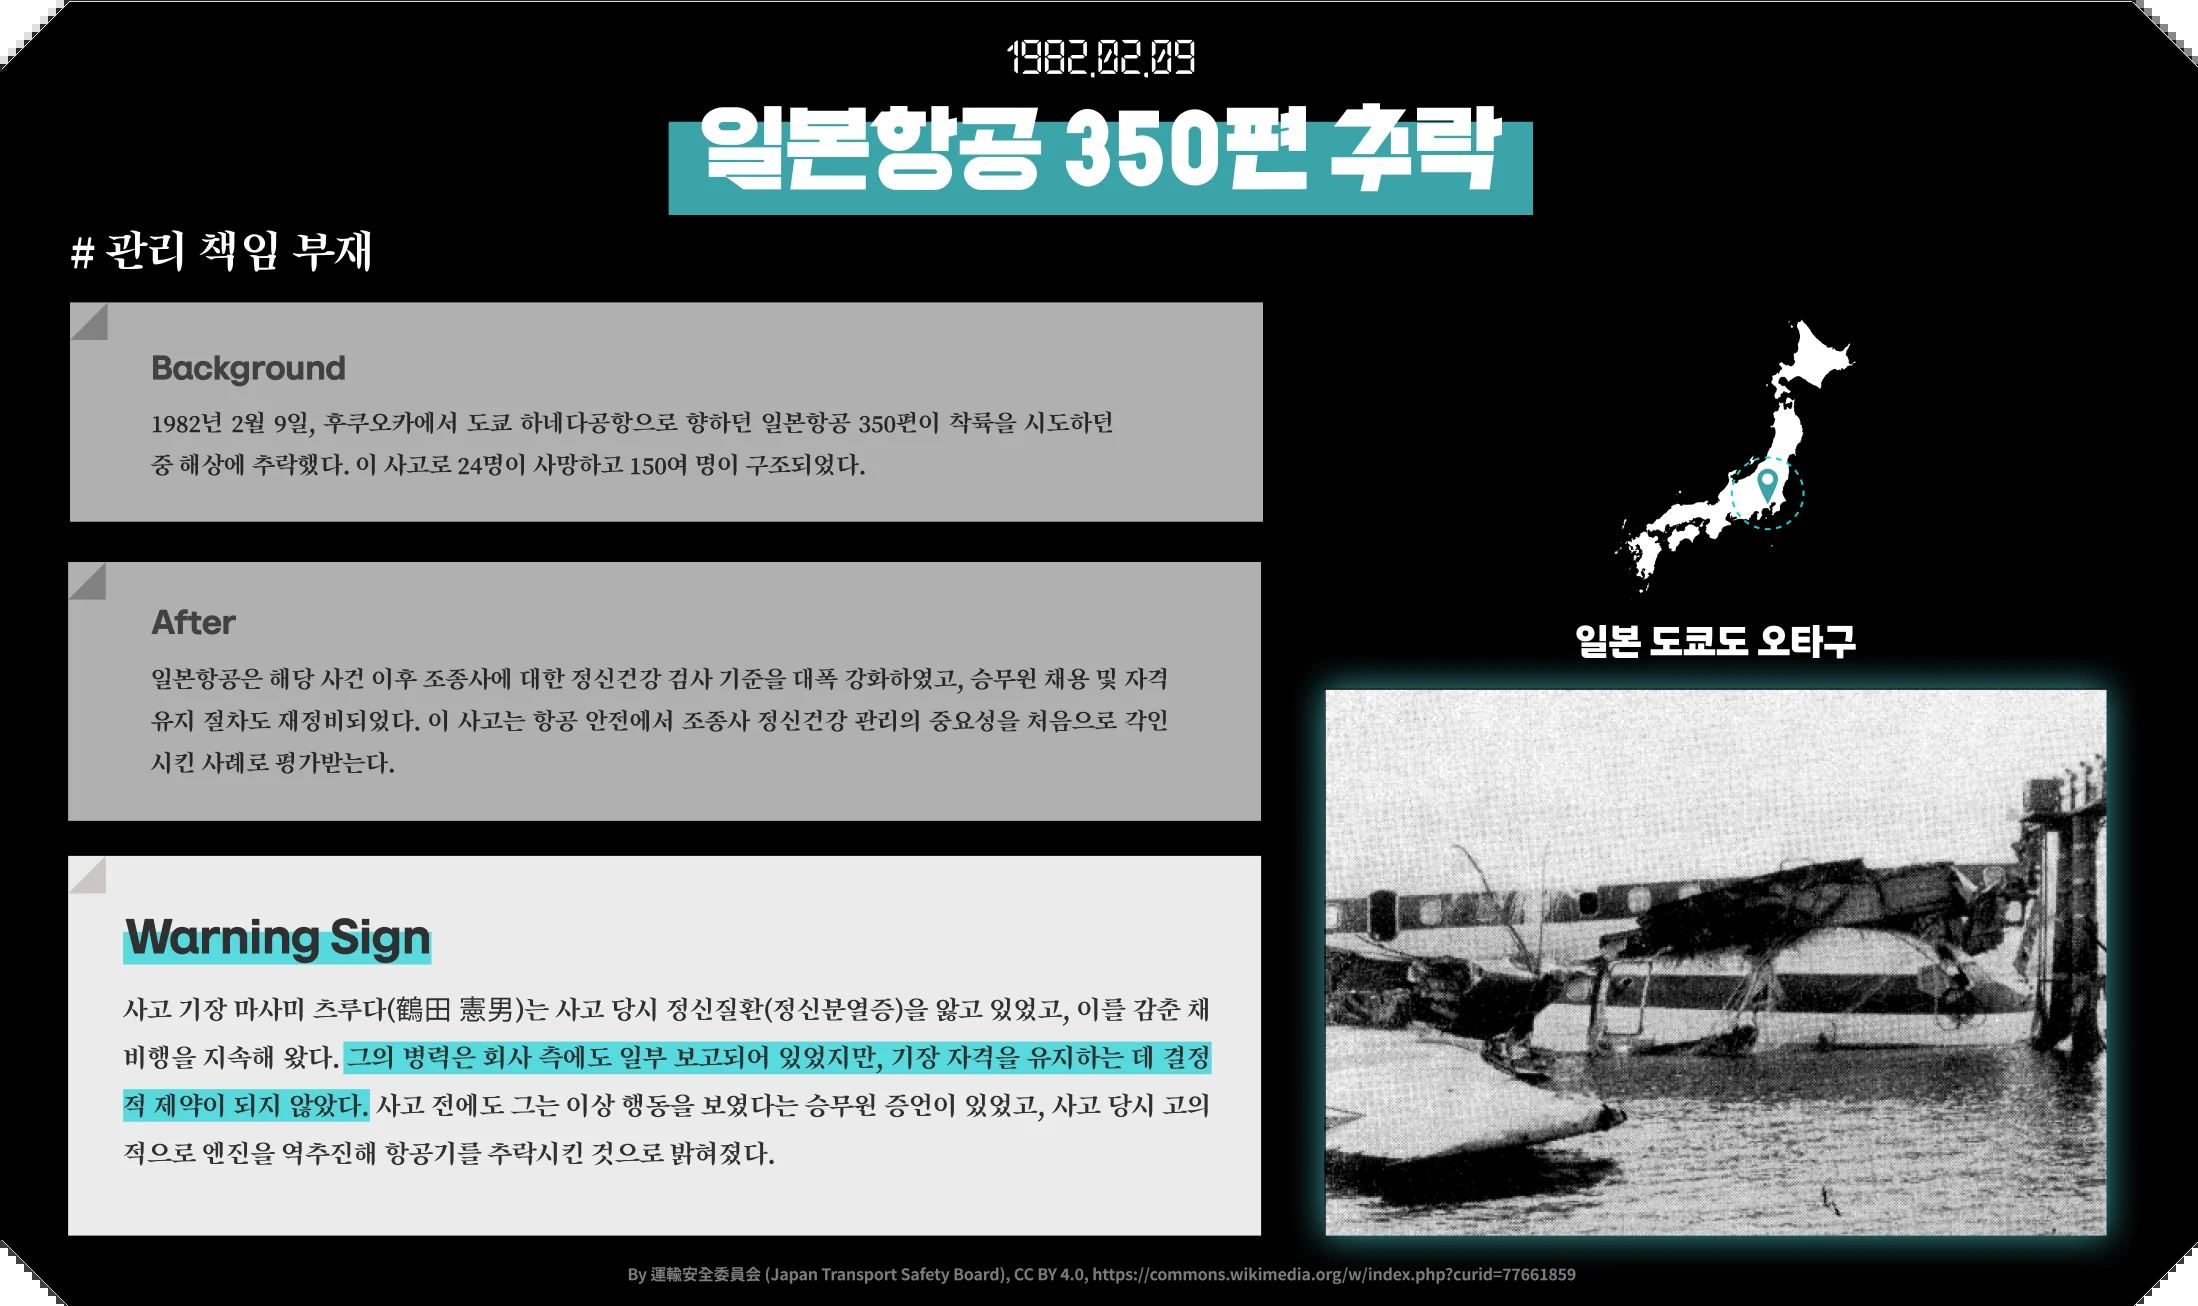 1982.02.09
일본항공 350편 추락
# 관리 책임 부재
Background
1982년 2월 9일, 후쿠오카에서 도쿄 하네다공항으로 향하던 일본항공 350편이 착륙을 시도하던
중 해상에 추락했다. 이 사고로 24명이 사망하고 150여 명이 구조되었다.
After
일본항공은 해당 사건 이후 조종사에 대한 정신건강 검사 기준을 대폭 강화하였고, 승무원 채용 및 자격
유지 절차도 재정비되었다. 이 사고는 항공 안전에서 조종사 정신건강 관리의 중요성을 처음으로 각인
시킨 사례로 평가받는다.
Warning Sign
사고 기장 마사미 츠루다(鶴田 憲男)는 사고 당시 정신질환(정신분열증)을 앓고 있었고, 이를 감춘 채
비행을 지속해 왔다. 그의 병력은 회사 측에도 일부 보고되어 있었지만, 기장 자격을 유지하는 데 결정
적 제약이 되지 않았다. 사고 전에도 그는 이상 행동을 보였다는 승무원 증언이 있었고, 사고 당시 고의
적으로 엔진을 역추진해 항공기를 추락시킨 것으로 밝혀졌다.
일본 도쿄도 오타구
By 運輸安全委員会 (Japan Transport Safety Board), CC BY 4.0, https://commons.wikimedia.org/w/index.php?curid=77661859